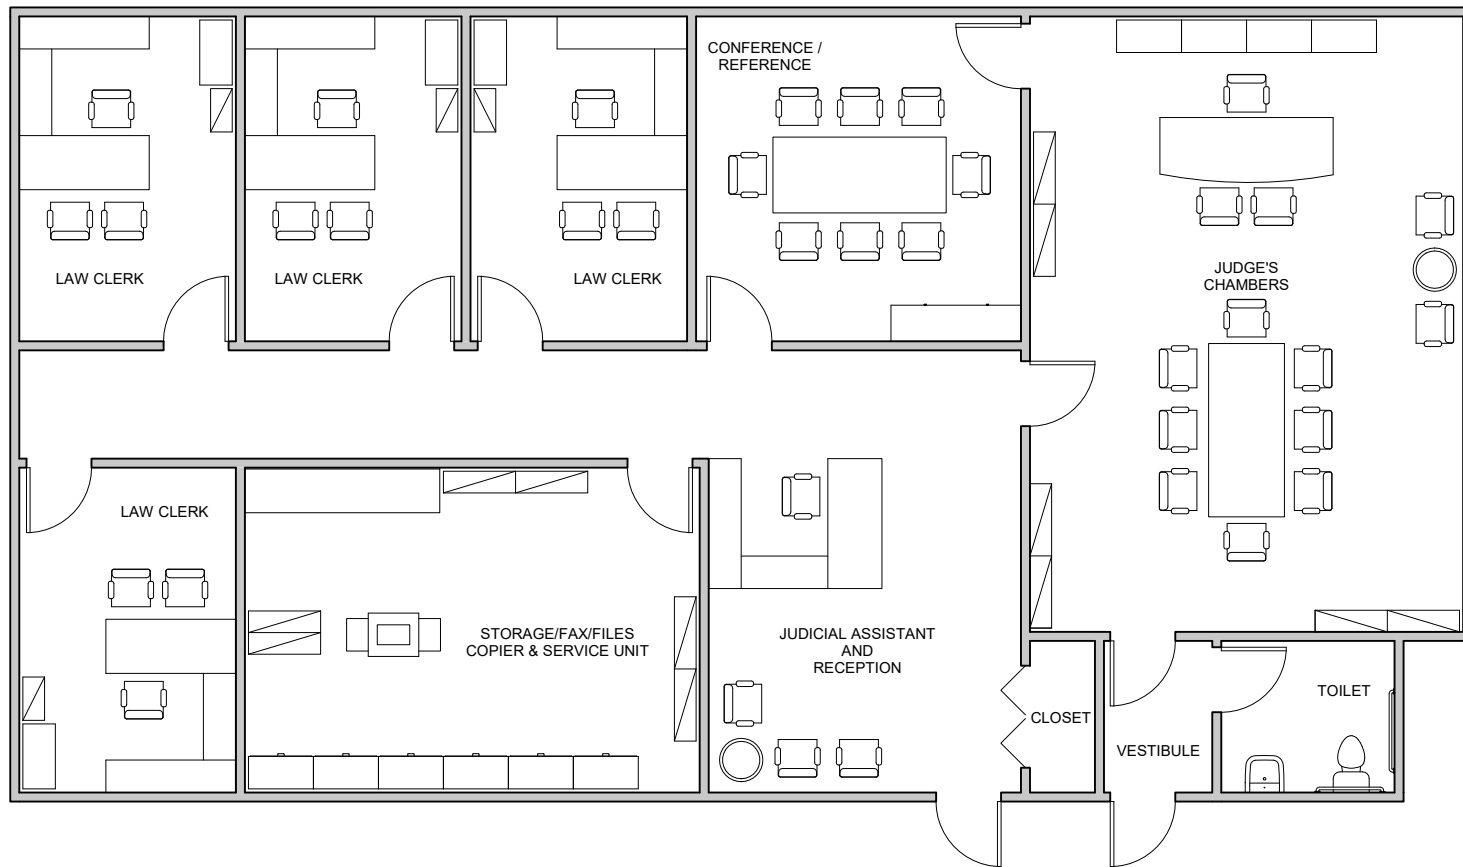 CONFERENCE /
REFERENCE
JUDGE'S
CHAMBERS
LAW CLERK
LAW CLERK
LAW CLERK
LAW CLERK
STORAGE/FAX/FILES
COPIER & SERVICE UNIT
JUDICIAL ASSISTANT
AND
RECEPTION
CLOSET
VESTIBULE
TOILET